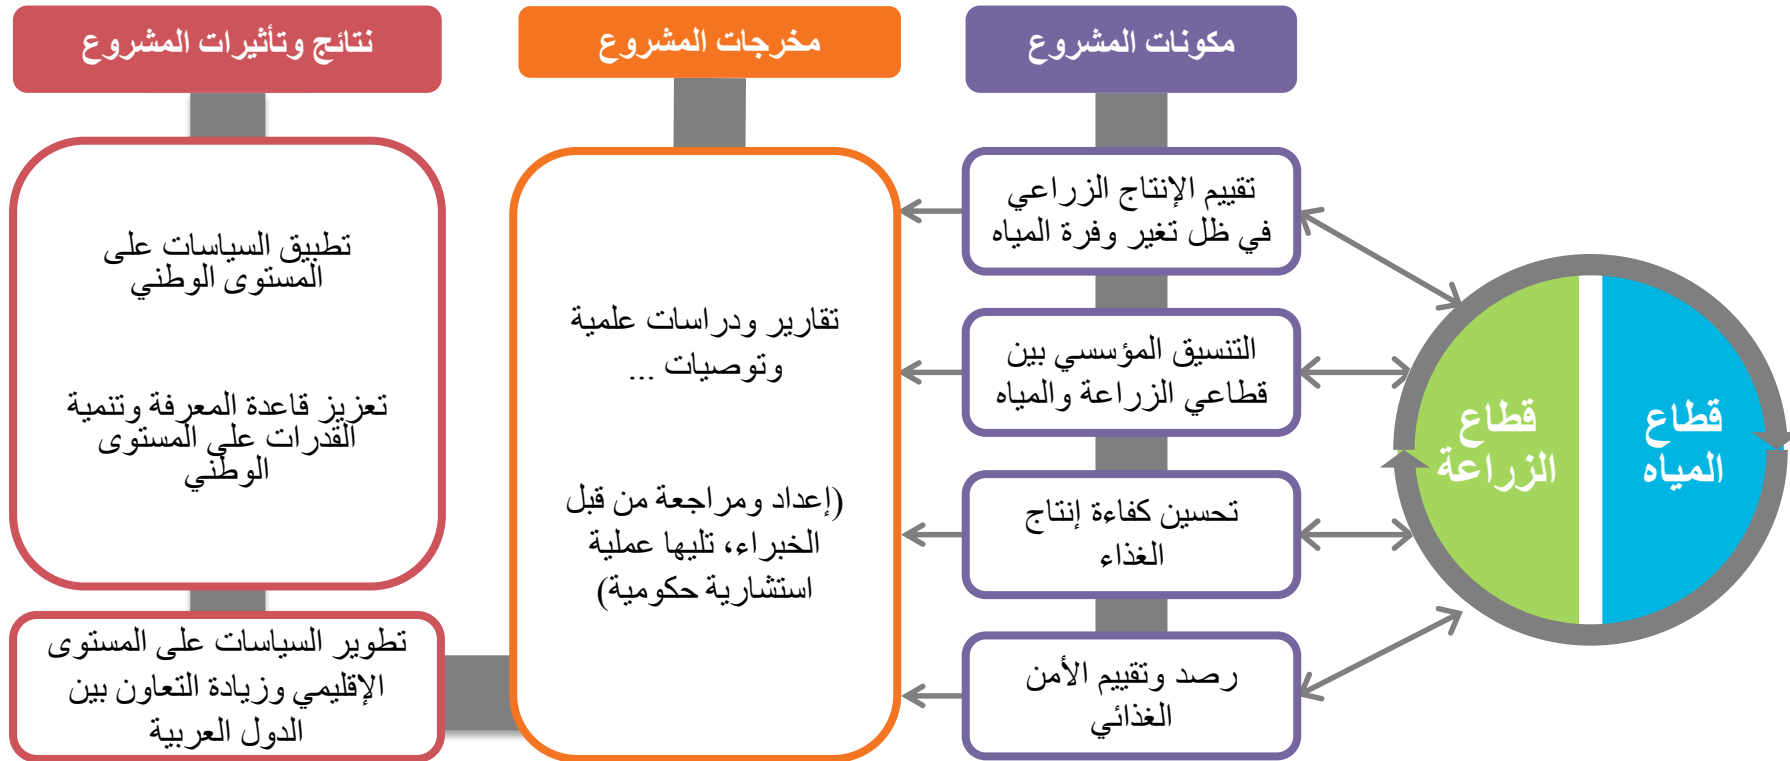 مكونات المشروع
مخرجات المشروع
نتائج وتأثيرات المشروع
قطاع
المياه
قطاع
الزراعة
تقييم الإنتاج الزراعي
في ظل تغير وفرة المياه
التنسيق المؤسسي بين
قطاعي الزراعة والمياه
تحسين كفاءة إنتاج
الغذاء
رصد وتقييم الأمن
الغذائي
تقارير ودراسات علمية
وتوصيات ...
(إعداد ومراجعة من قبل
الخبراء، تليها عملية
استشارية حكومية)
تطبيق السياسات على
المستوى الوطني
تعزيز قاعدة المعرفة وتنمية
القدرات على المستوى
الوطني
تطوير السياسات على المستوى
الإقليمي وزيادة التعاون بين
الدول العربية